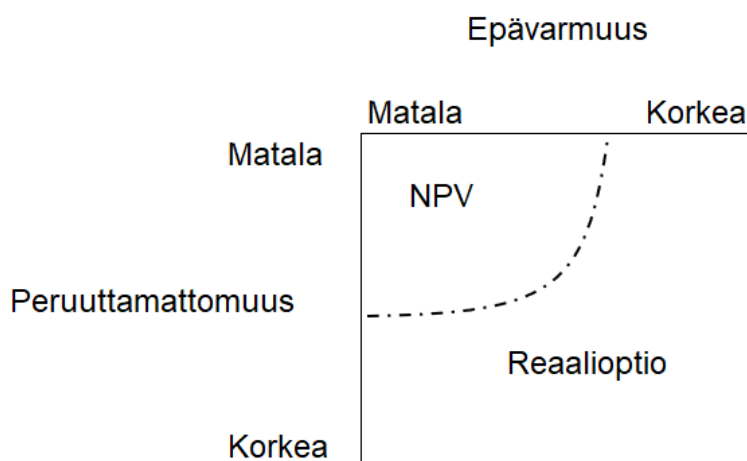 Epävarmuus
Matala Korkea
Matala
NPV
Peruuttamattomuus
Reaalioptio
Korkea